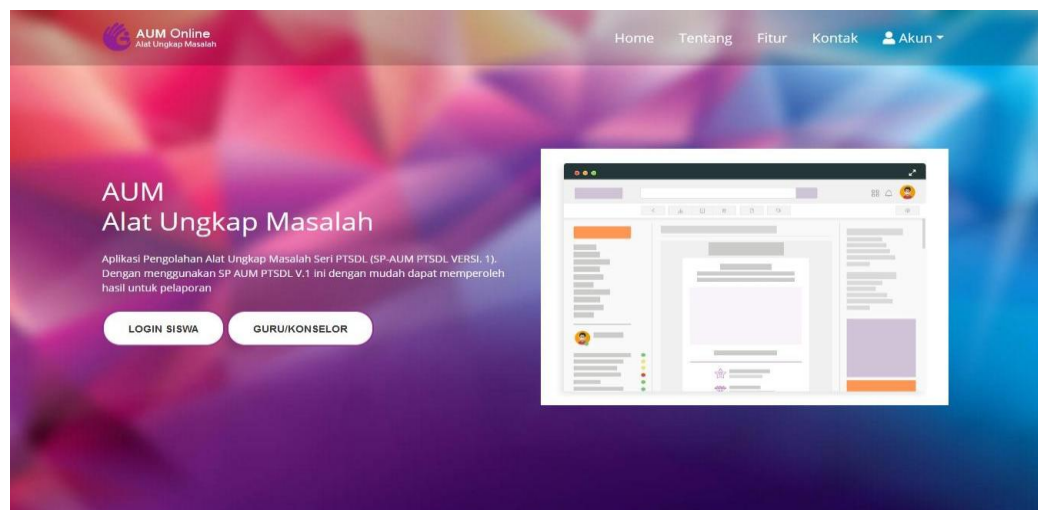 AUM Online
Alat Ungkap Masalah
Home Tentang Fitur Kontak Akun
AUM
Alat Ungkap Masalah
Aplikasi Pengolahan Alat Ungkap Masalah Seri PTSDL (SP-AUM PTSDL VERSI. 1).
Dengan menggunakan SP AUM PTSDL V.1 ini dengan mudah dapat memperoleh
hasil untuk pelaporan
LOGIN SISWA GURU/KONSELOR